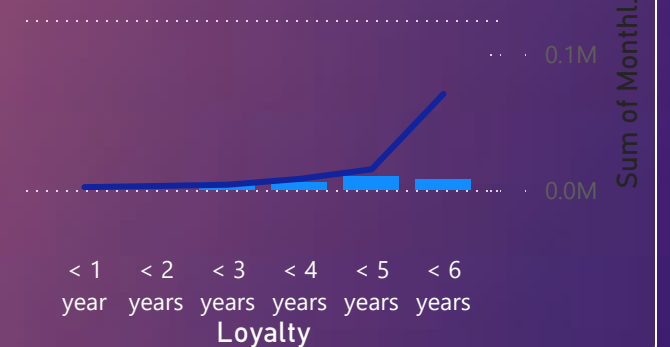 0.1M
0.0M
Sum of Monthl.
< 1 year
< 2 years
< 3 years
< 4 years
< 5 years
< 6 years
Loyalty